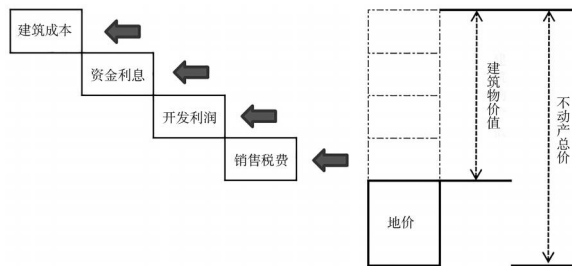 建筑成本
资金利息
开发利润
销售税费
地价
建筑物价值
不动产总价